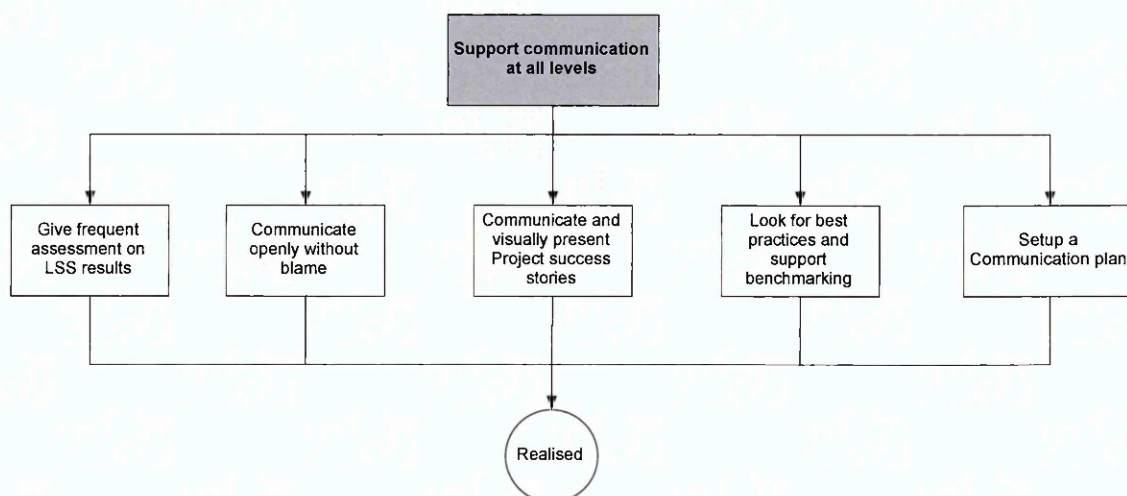 Support communication
at all levels
Give frequent
assessment on
LSS results
Communicate
openly without
blame
Communicate and
visually present
Project success
stories
Look for best
practices and
support
benchmarking
Setup a
Communication plan
Realised